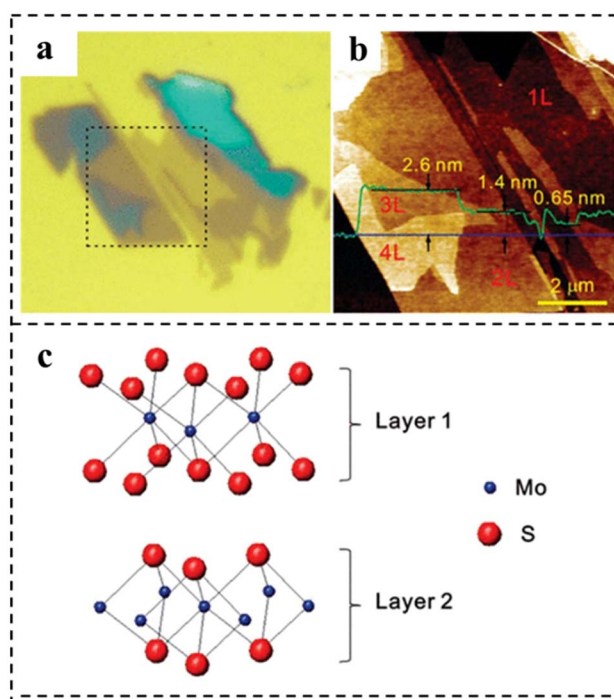 a
b
1L
2.6 nm
1.4 nm
0.65 nm
3L
4L
2L
2 μm
c
Layer 1
Mo
S
Layer 2